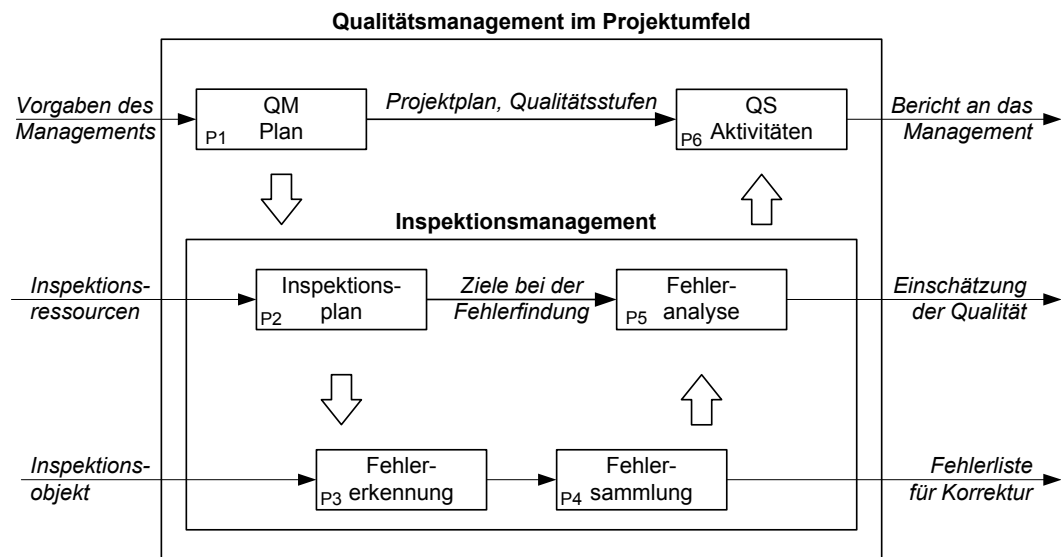 Qualitätsmanagement im Projektumfeld
Vorgaben des
Managements
QM
Plan
P1
Projektplan, Qualitätsstufen
QS
Aktivitäten
P6
Bericht an das
Management
Inspektionsmanagement
Inspektions-
ressourcen
Inspektions-
plan
P2
Ziele bei der
Fehlerfindung
Fehler-
analyse
P5
Einschätzung
der Qualität
Inspektions-
objekt
Fehler-
erkennung
P3
Fehler-
sammlung
P4
Fehlerliste
für Korrektur